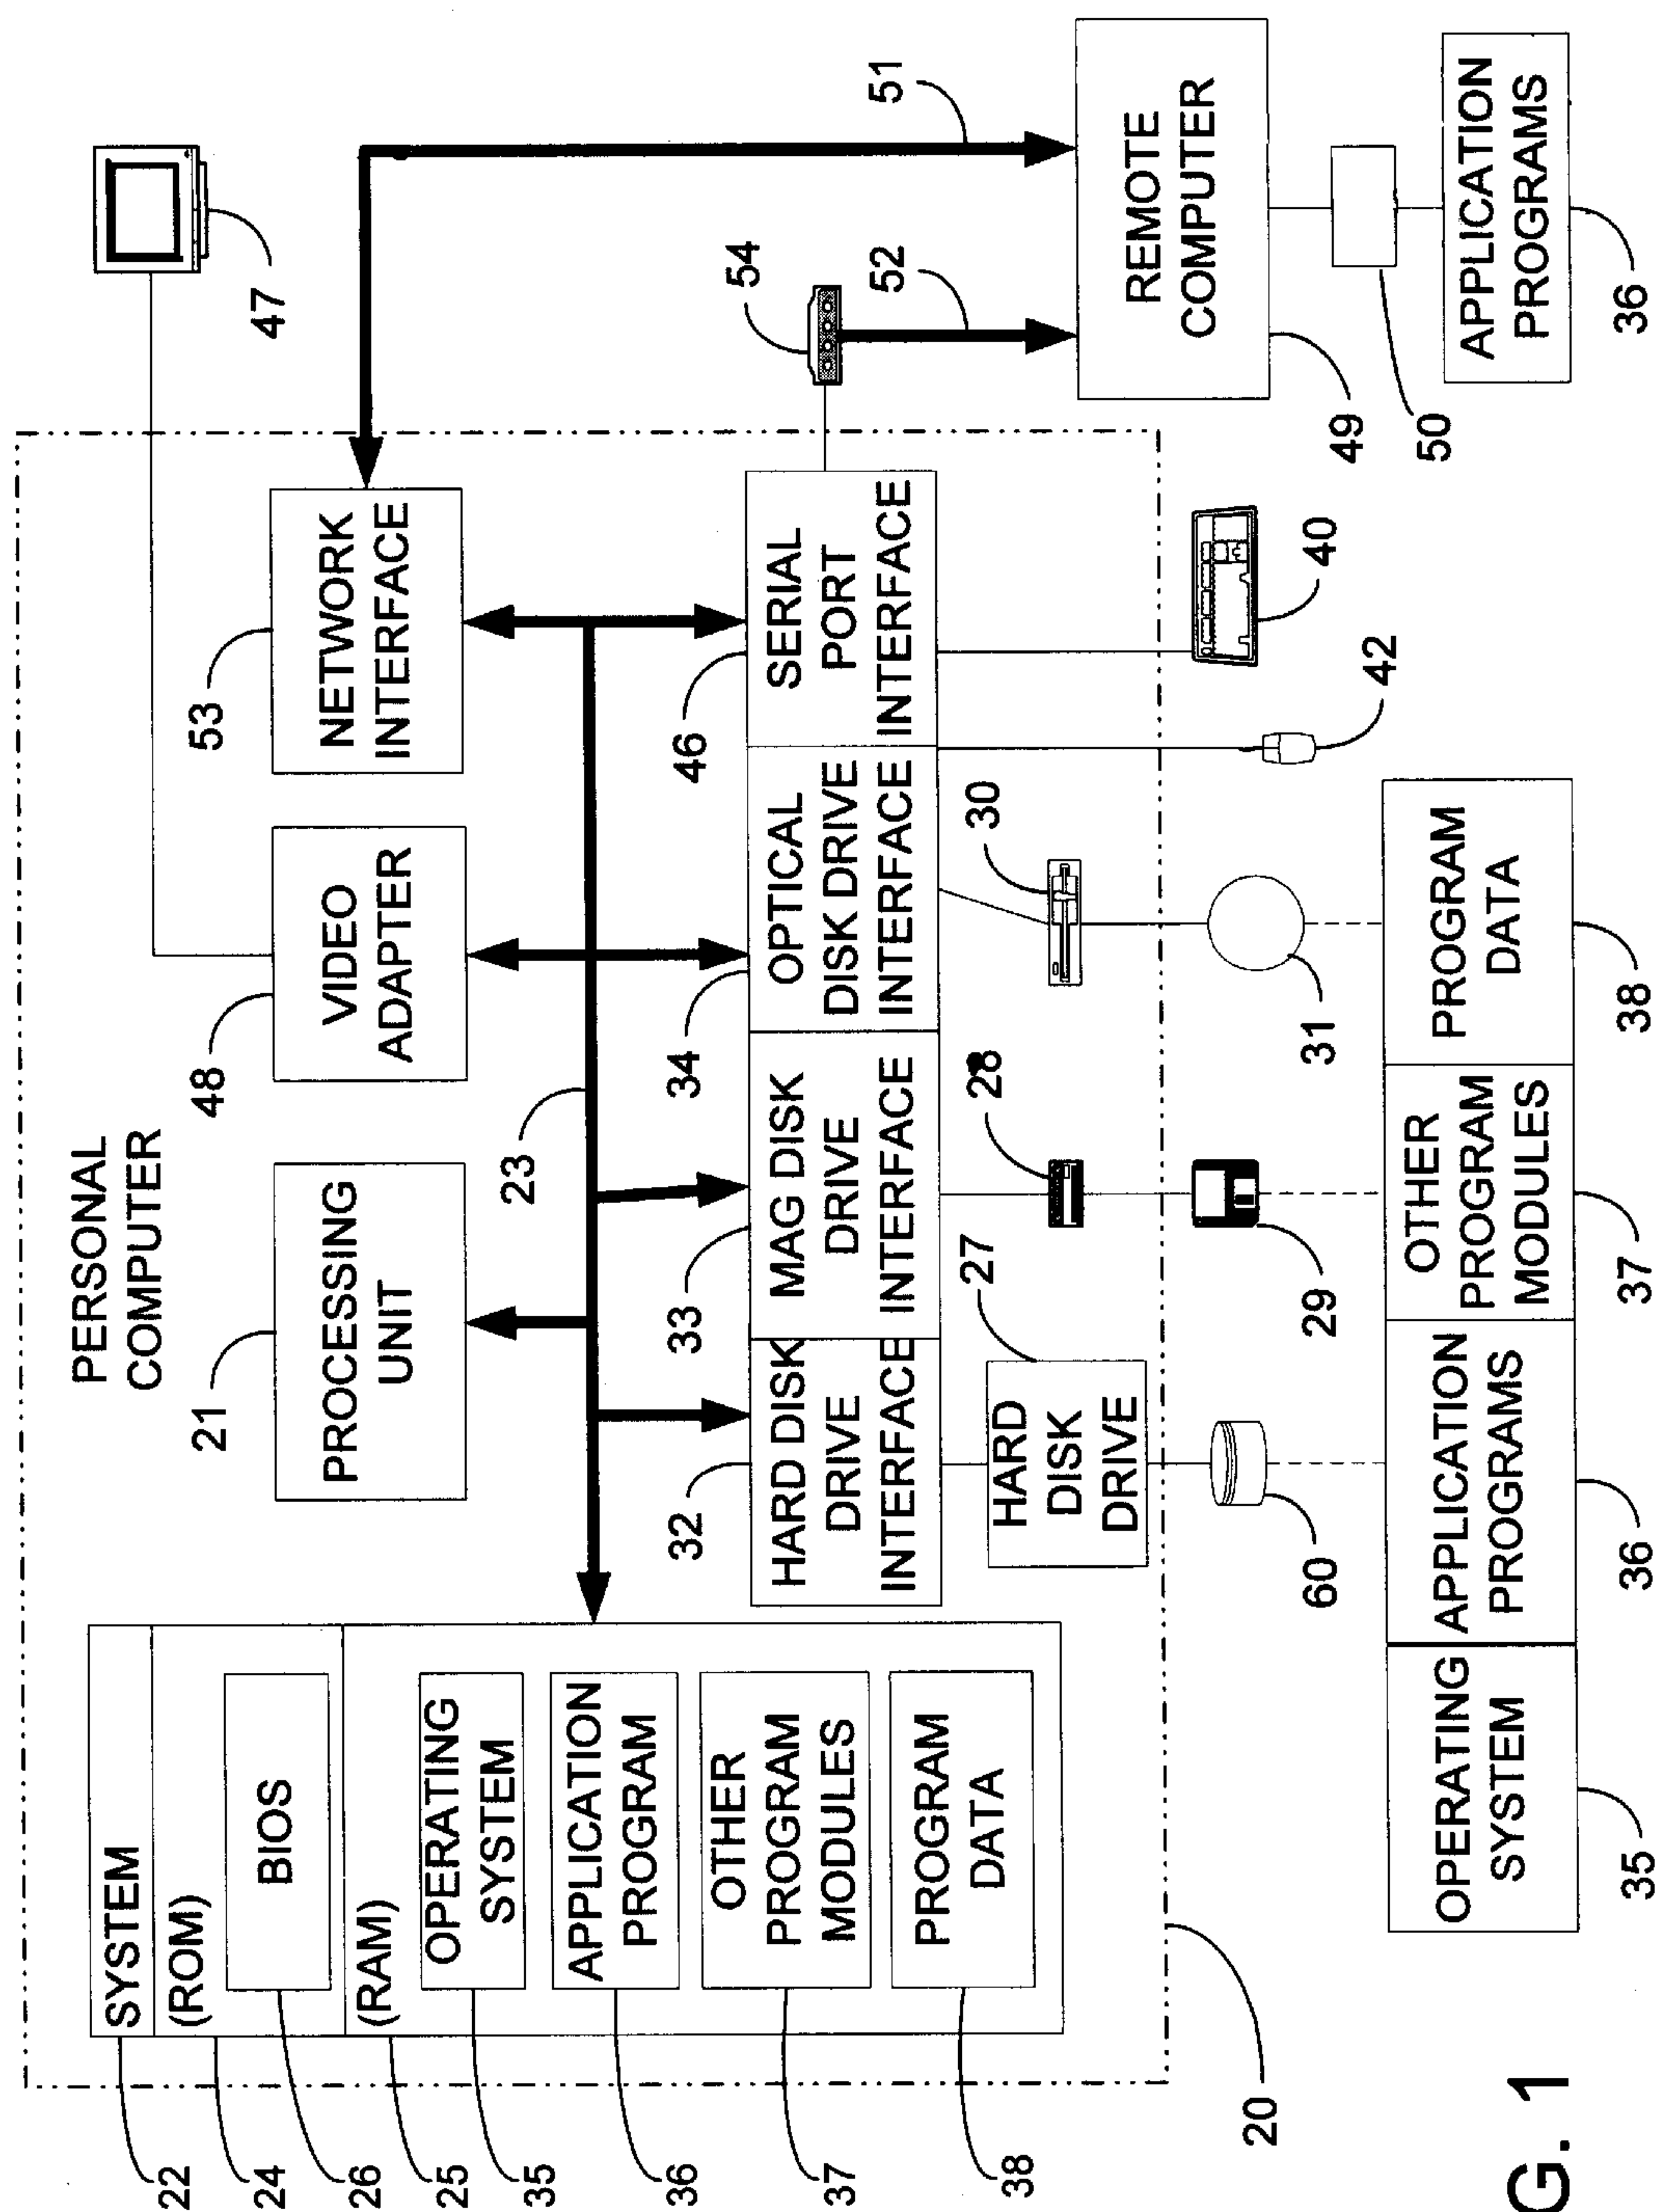 PERSONAL
COMPUTER
47
22
SYSTEM
24
(ROM)
26
BIOS
25
(RAM)
35
OPERATING
SYSTEM
36
APPLICATION
PROGRAM
37
OTHER
PROGRAM
MODULES
38
PROGRAM
DATA
21
PROCESSING
UNIT
48
VIDEO
ADAPTER
53
NETWORK
INTERFACE
23
32
HARD DISK
DRIVE
INTERFACE
33
MAG DISK
DRIVE
INTERFACE
34
OPTICAL
DISK DRIVE
INTERFACE
46
SERIAL
PORT
INTERFACE
54
52
51
27
HARD
DISK
DRIVE
28
30
20
60
29
31
42
40
REMOTE
COMPUTER
49
50
APPLICATION
PROGRAMS
36
OPERATING
SYSTEM
35
APPLICATION
PROGRAMS
36
OTHER
PROGRAM
MODULES
37
PROGRAM
DATA
38
G. 1